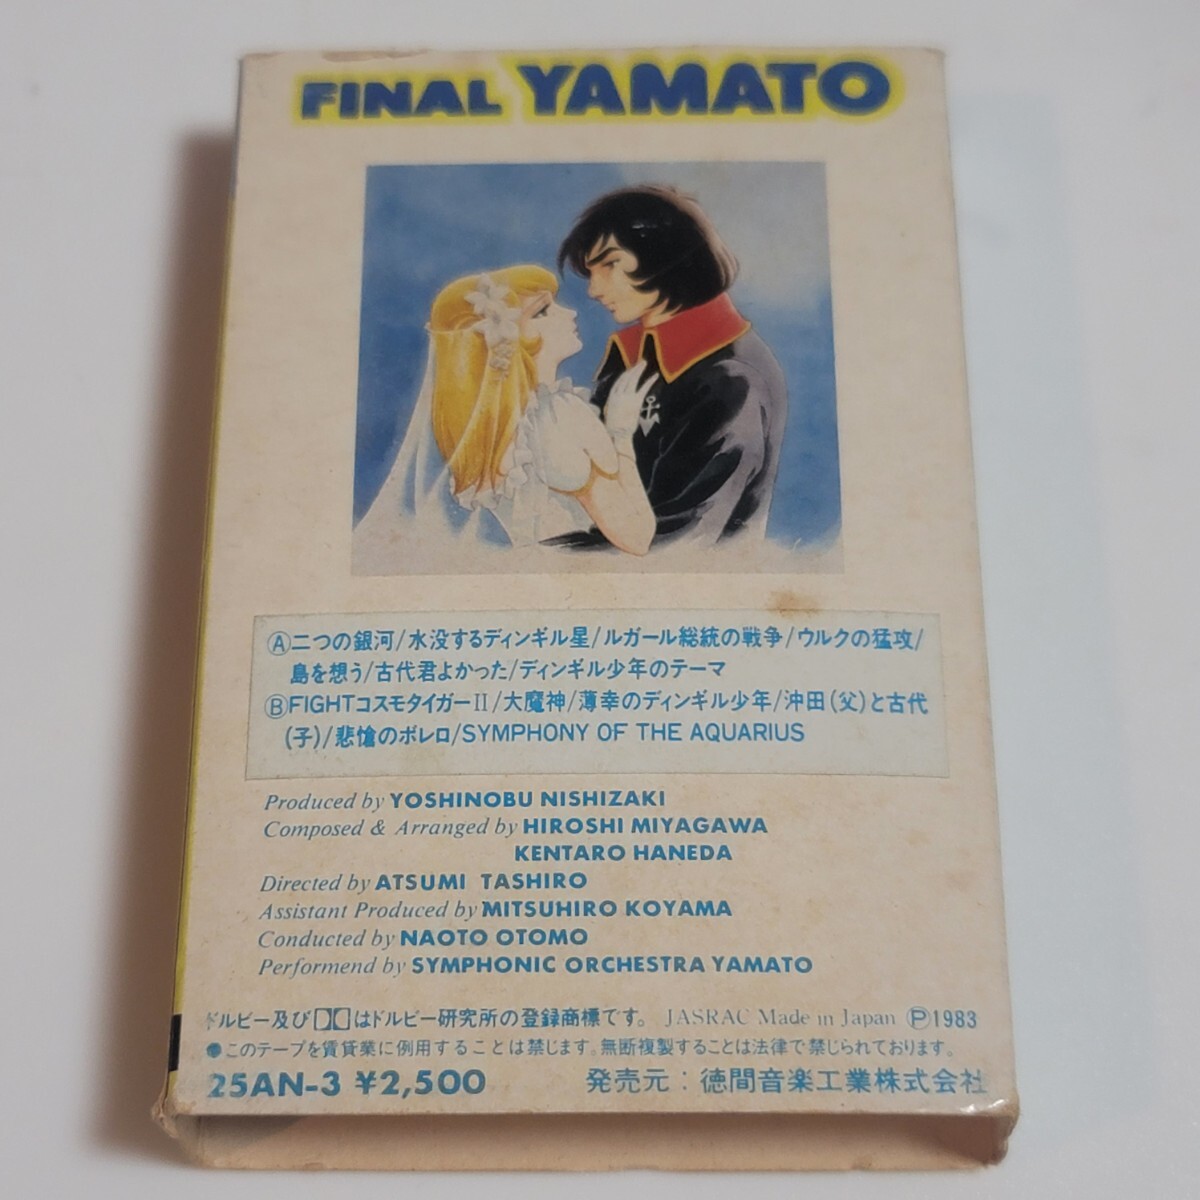 FINAL YAMATO
Ⓐ二つの銀河/水没するディンギル星/ルガール総統の戦争/ウルクの猛攻/
島を想う/古代君よかった/ディンギル少年のテーマ
ⒷFIGHTコスモタイガーII/大魔神/薄幸のディンギル少年/沖田(父)と古代
(子)/悲愴のボレロ/SYMPHONY OF THE AQUARIUS
Produced by YOSHINOBU NISHIZAKI
Composed & Arranged by HIROSHI MIYAGAWA
KENTARO HANEDA
Directed by ATSUMI TASHIRO
Assistant Produced by MITSUHIRO KOYAMA
Conducted by NAOTO OTOMO
Performend by SYMPHONIC ORCHESTRA YAMATO
ドルビー及びはドルビー研究所の登録商標です。 JASRAC Made in Japan Ⓟ1983
●このテープを賃貸業に例用することは禁じます。無断複製することは法律で禁じられております。
25AN-3 ¥2,500 発売元：徳間音楽工業株式会社